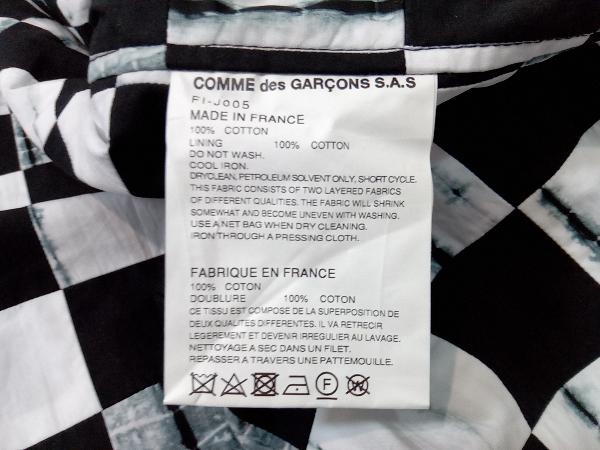 COMME des GARÇONS S.A.S
FI-J005
MADE IN FRANCE
100% COTTON
LINING 100% COTTON
DO NOT WASH.
COOL IRON.
DRYCLEAN, PETROLEUM SOLVENT ONLY, SHORT CYCLE.
THIS FABRIC CONSISTS OF TWO LAYERED FABRICS
OF DIFFERENT QUALITIES. THE FABRIC WILL SHRINK
SOMEWHAT AND BECOME UNEVEN WITH WASHING.
USE A NET BAG WHEN DRY CLEANING.
IRON THROUGH A PRESSING CLOTH.
FABRIQUE EN FRANCE
100% COTON
DOUBLURE 100% COTON
CE TISSU EST COMPOSE DE LA SUPERPOSITION DE
DEUX QUALITES DIFFERENTES. IL VA RETRECIR
LEGEREMENT ET DEVENIR IRREGULIER AU LAVAGE.
NETTOYAGE A SEC DANS UN FILET.
REPASSER A TRAVERS UNE PATTEMOUILLE.
F W